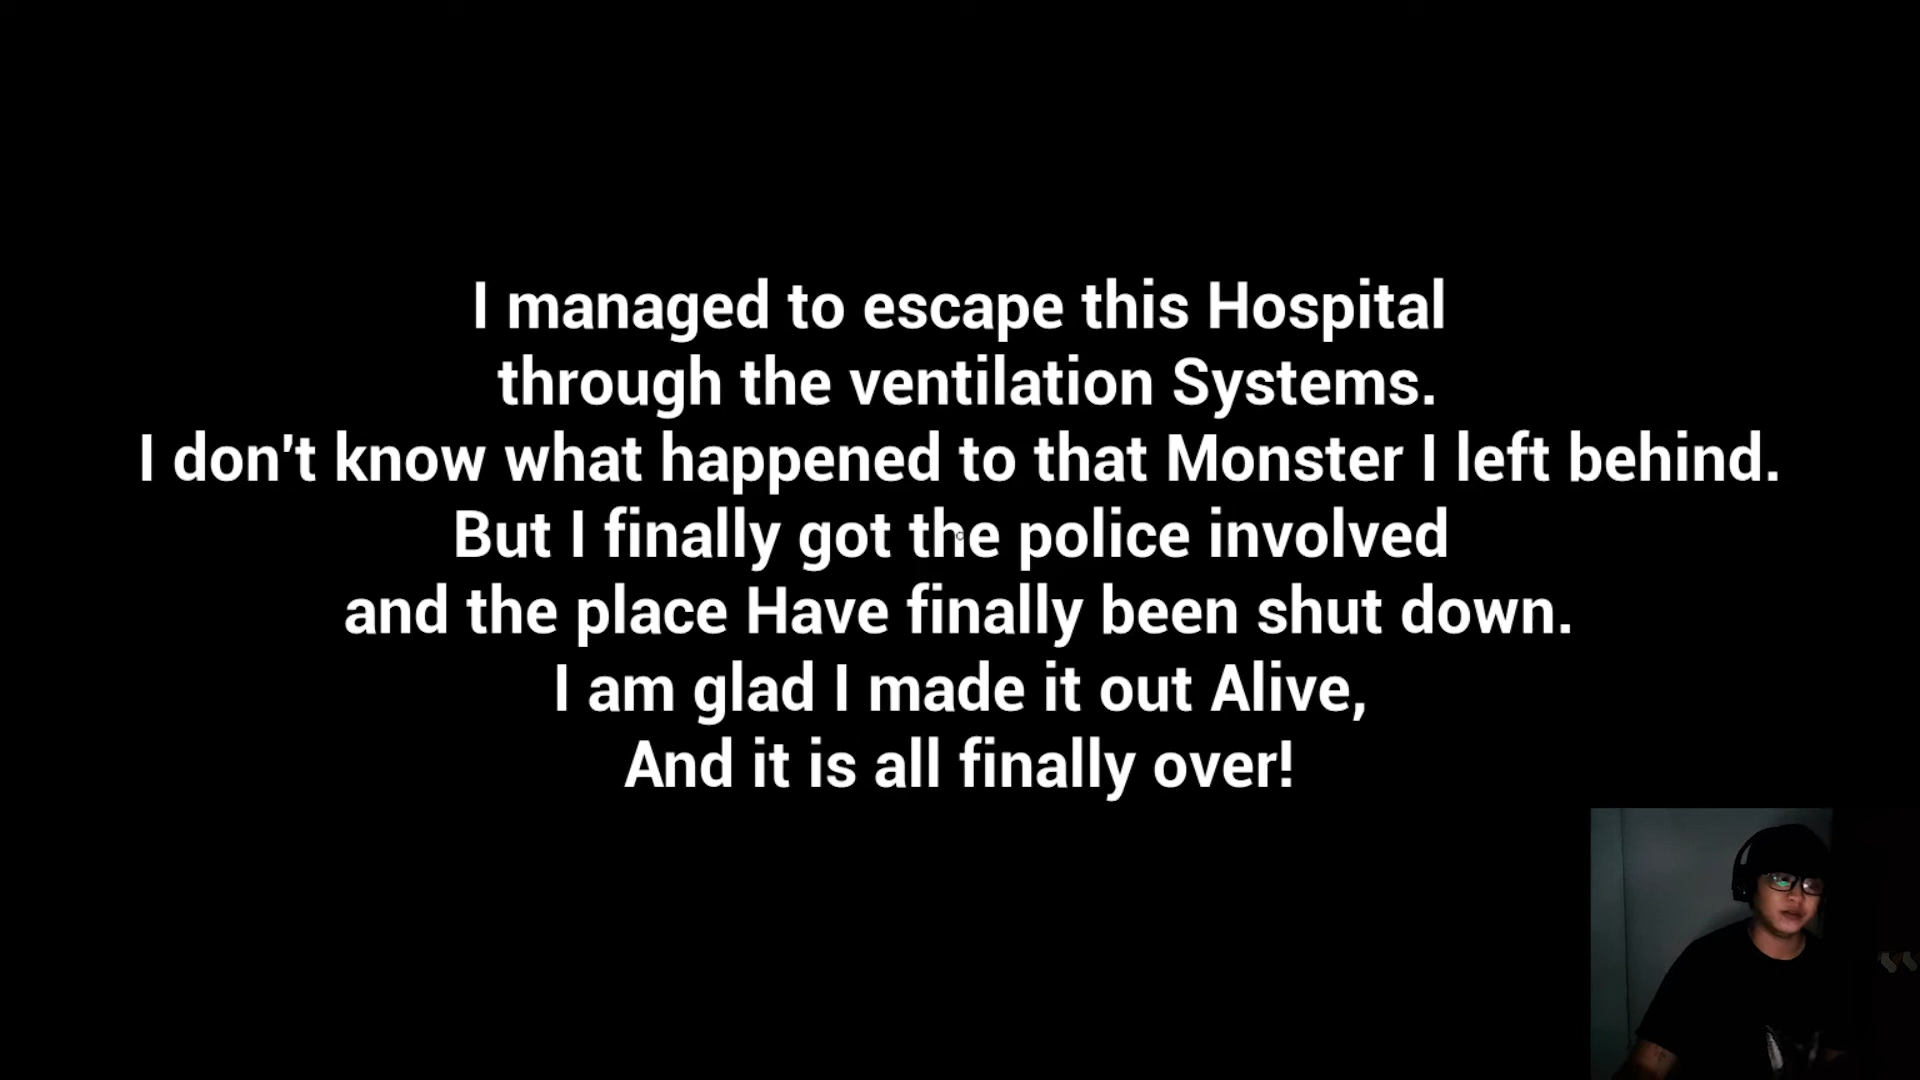 I managed to escape this Hospital
through the ventilation Systems.
I don't know what happened to that Monster I left behind.
But I finally got the police involved
and the place Have finally been shut down.
I am glad I made it out Alive,
And it is all finally over!